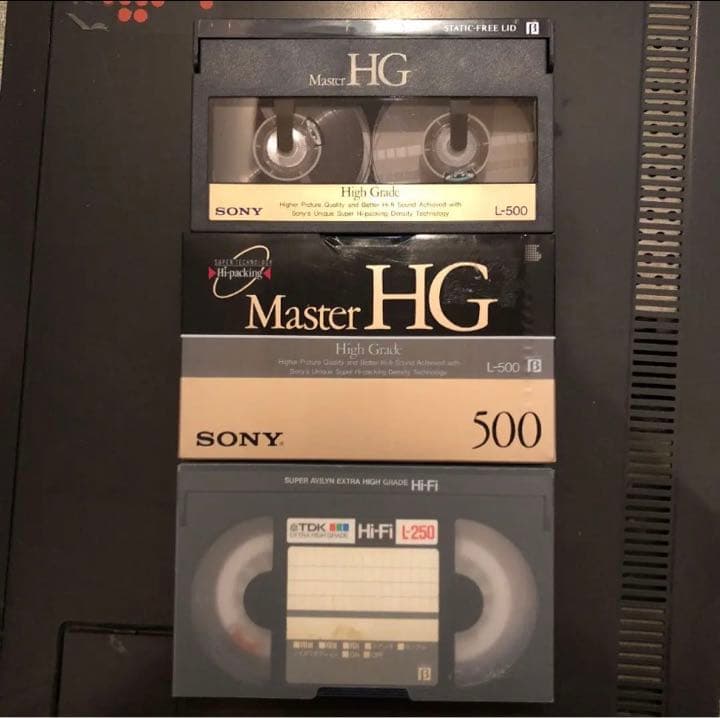 STATIC-FREE LID β
Master HG
High Grade
Higher Picture Quality and Better Hi-fi Sound Achieved with
Sony's Unique Super Hi-packing Density Technology
SONY L-500
SUPER TECHNOLOGY
Hi-packing
Master HG
High Grade
Higher Picture Quality and Better Hi-fi Sound Achieved with
Sony's Unique Super Hi-packing Density Technology
L-500 β
SONY 500
SUPER AVILYN EXTRA HIGH GRADE Hi-Fi
TDK Hi-Fi L-250
EXTRA HIGH GRADE
ON OFF
β